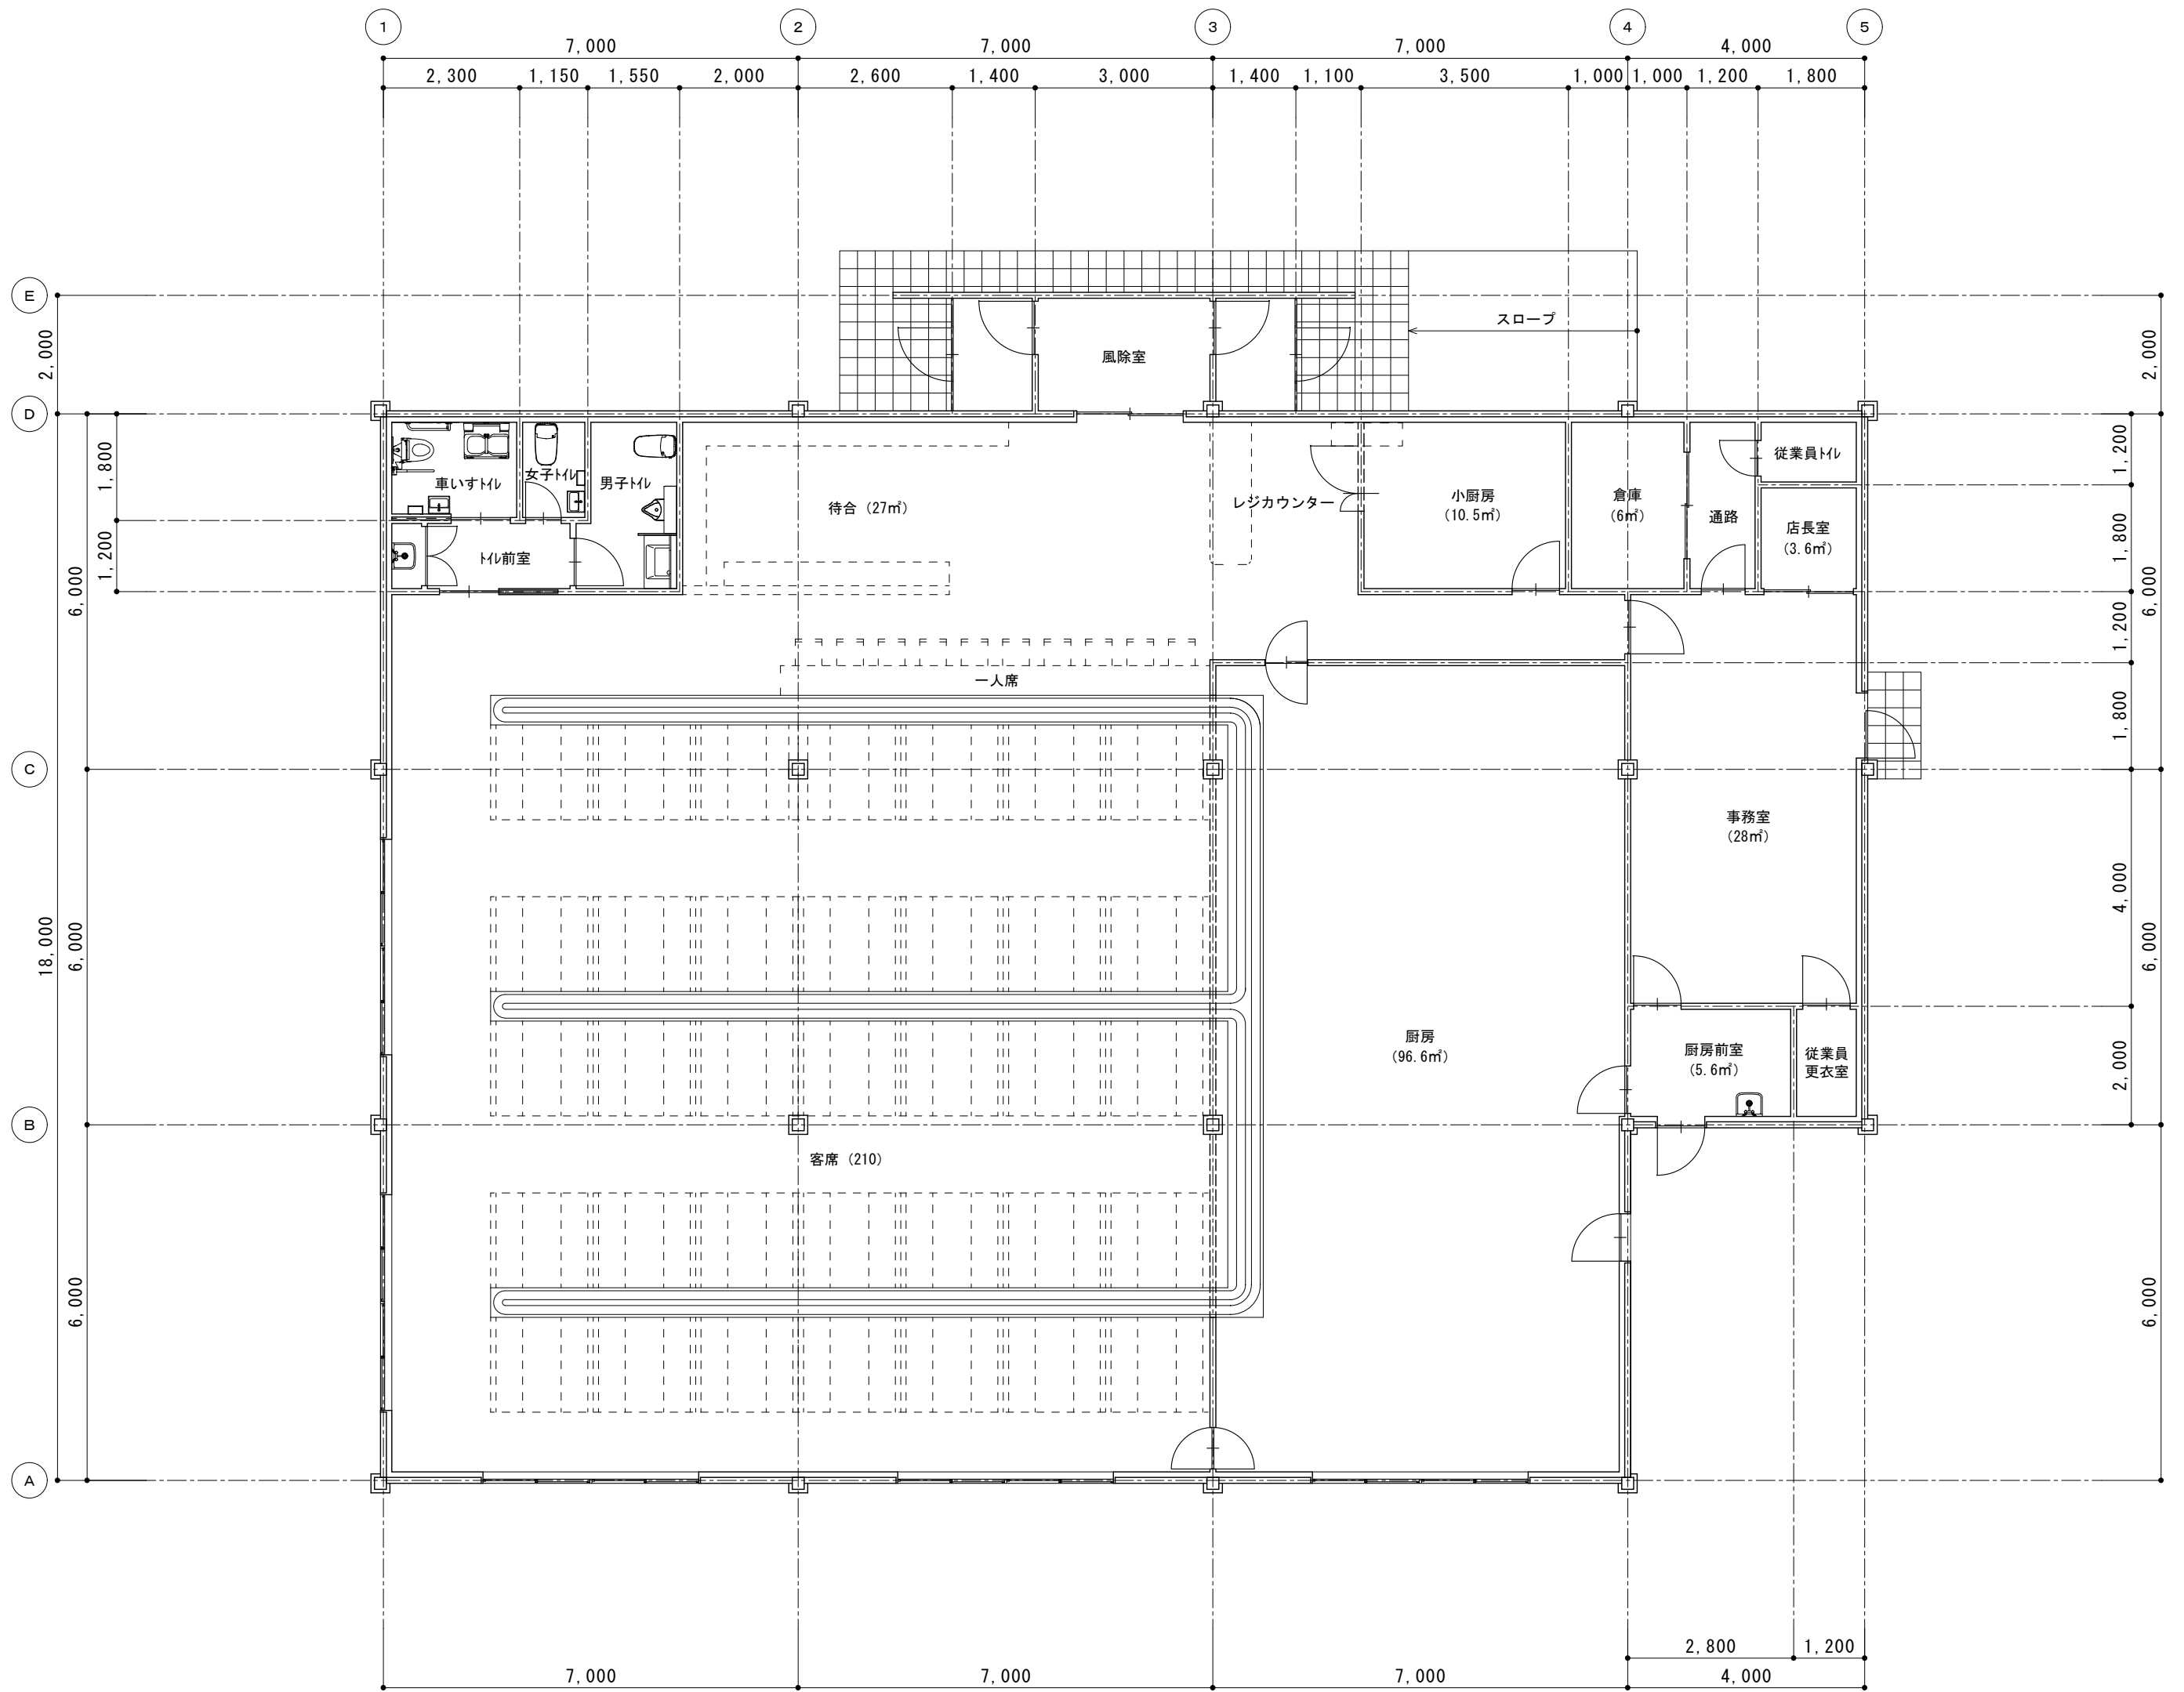 1 2 3 4 5
7,000 7,000 7,000 4,000
2,300 1,150 1,550 2,000 2,600 1,400 3,000 1,400 1,100 3,500 1,000 1,000 1,200 1,800
E
D
C
B
A
2,000
18,000
6,000
6,000
6,000
1,800
1,200
スロープ
風除室
車いすﾄｲﾚ
女子ﾄｲﾚ
男子ﾄｲﾚ
ﾄｲﾚ前室
待合（27㎡）
レジカウンター
小厨房
（10.5㎡）
倉庫
（6㎡）
通路
従業員ﾄｲﾚ
店長室
（3.6㎡）
一人席
事務室
（28㎡）
厨房
（96.6㎡）
厨房前室
（5.6㎡）
従業員
更衣室
客席（210）
1,200
1,800
1,200
1,800
4,000
2,000
2,000
6,000
6,000
6,000
2,800 1,200
7,000 7,000 7,000 4,000